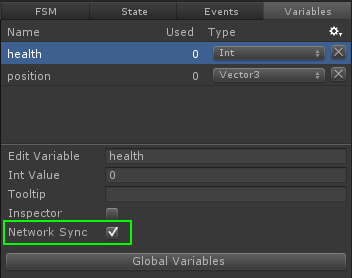 FSM State Events Variables
Name Used Type
health 0 Int
position 0 Vector3
Edit Variable health
Int Value 0
Tooltip
Inspector
Network Sync
Global Variables